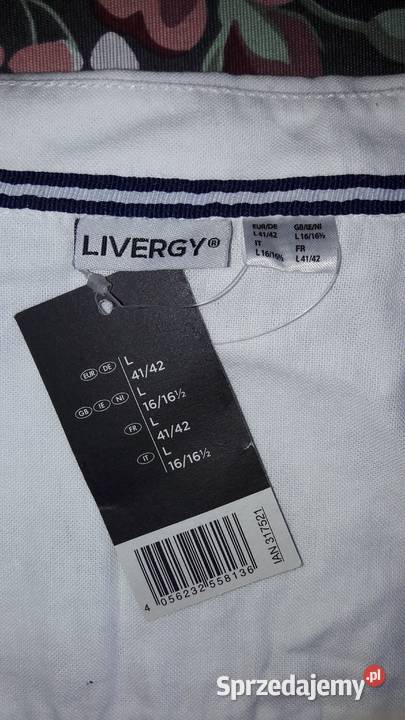 LIVERGY®
EUR/DE GB/IE/NI
L 41/42 L 16/16½
IT FR
L 16/16½ L 41/42
EUR DE L
41/42
GB IE NI L
16/16½
FR L
41/42
IT L
16/16½
IAN 317521
4 056232 558136
Sprzedajemy.pl